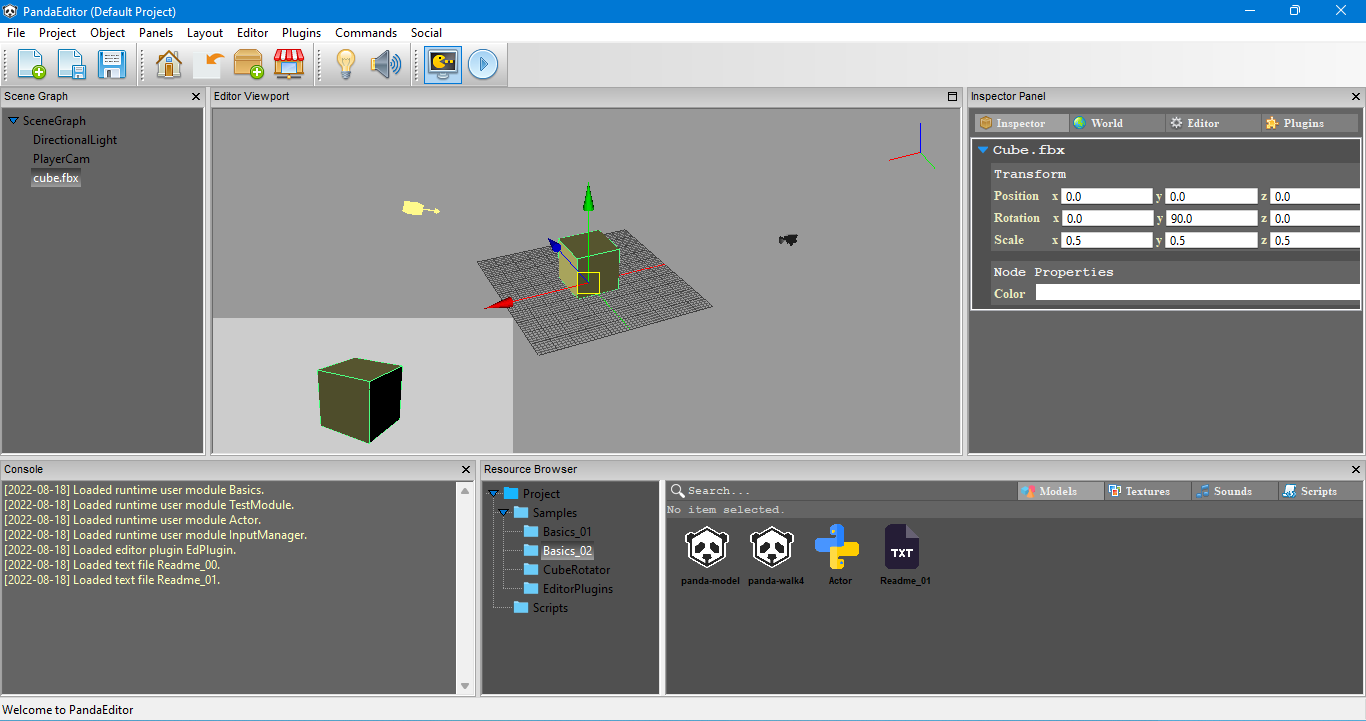 PandaEditor (Default Project)
File Project Object Panels Layout Editor Plugins Commands Social
Scene Graph
SceneGraph
DirectionalLight
PlayerCam
cube.fbx
Editor Viewport
Inspector Panel
Inspector World Editor Plugins
Cube.fbx
Transform
Position x 0.0 y 0.0 z 0.0
Rotation x 0.0 y 90.0 z 0.0
Scale x 0.5 y 0.5 z 0.5
Node Properties
Color
Console
[2022-08-18] Loaded runtime user module Basics.
[2022-08-18] Loaded runtime user module TestModule.
[2022-08-18] Loaded runtime user module Actor.
[2022-08-18] Loaded runtime user module InputManager.
[2022-08-18] Loaded editor plugin EdPlugin.
[2022-08-18] Loaded text file Readme_00.
[2022-08-18] Loaded text file Readme_01.
Resource Browser
Project
Samples
Basics_01
Basics_02
CubeRotator
EditorPlugins
Scripts
Search... Models Textures Sounds Scripts
No item selected.
TXT
panda-model panda-walk4 Actor Readme_01
Welcome to PandaEditor